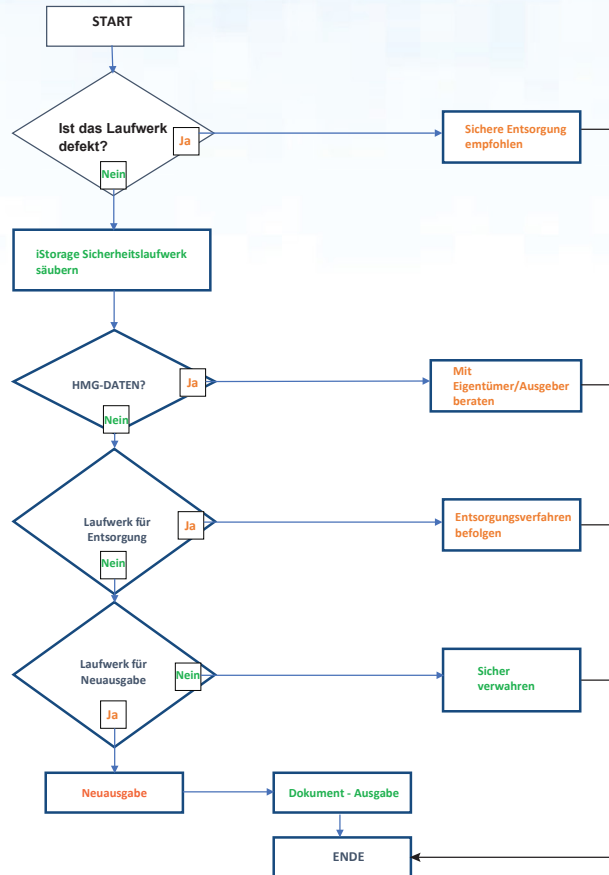 START
Ist das Laufwerk
defekt?
Ja
Nein
Sichere Entsorgung
empfohlen
iStorage Sicherheitslaufwerk
säubern
HMG-DATEN?
Ja
Nein
Mit
Eigentümer/Ausgeber
beraten
Laufwerk für
Entsorgung
Ja
Nein
Entsorgungsverfahren
befolgen
Laufwerk für
Neuausgabe
Nein
Ja
Sicher
verwahren
Neuausgabe
Dokument - Ausgabe
ENDE